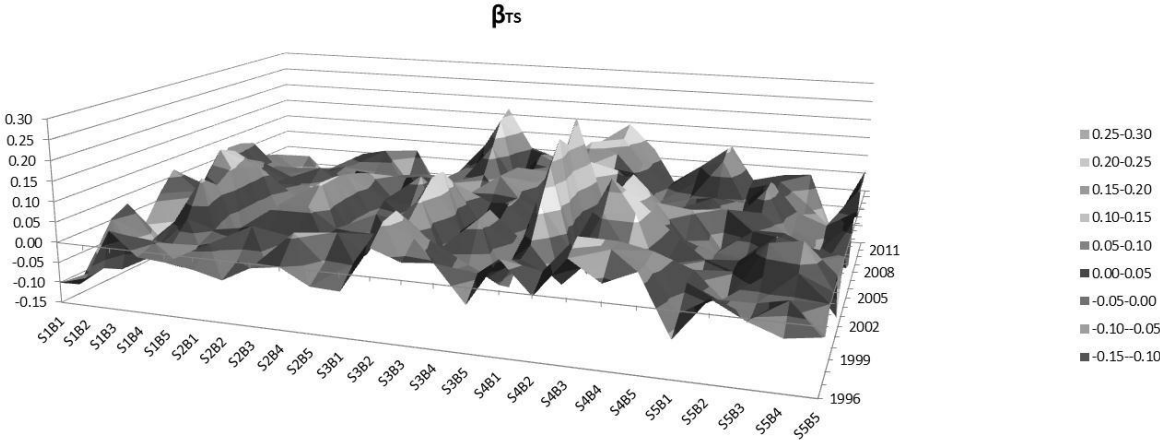 βTS
0.30
0.25
0.20
0.15
0.10
0.05
0.00
-0.05
-0.10
-0.15
S1B1
S1B2
S1B3
S1B4
S1B5
S2B1
S2B2
S2B3
S2B4
S2B5
S3B1
S3B2
S3B3
S3B4
S3B5
S4B1
S4B2
S4B3
S4B4
S4B5
S5B1
S5B2
S5B3
S5B4
S5B5
2011
2008
2005
2002
1999
1996
0.25-0.30
0.20-0.25
0.15-0.20
0.10-0.15
0.05-0.10
0.00-0.05
-0.05-0.00
-0.10--0.05
-0.15--0.10